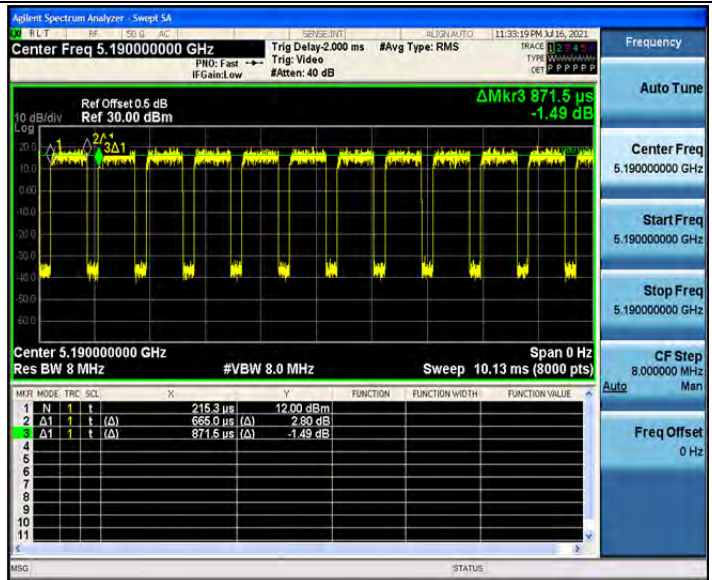 Agilent Spectrum Analyzer - Swept SA
RLT RF 50 Ω AC SENSE:INT ALIGN AUTO 11:33:19 PM Jul 16, 2021
Center Freq 5.190000000 GHz Trig Delay-2.000 ms #Avg Type: RMS TRACE 1 2 3 4 5 6
PNO: Fast Trig: Video TYPE W
IFGain:Low #Atten: 40 dB DET P P P P P P
Ref Offset 0.5 dB ΔMkr3 871.5 µs
10 dB/div Ref 30.00 dBm -1.49 dB
Log
20.0
10.0
0.00
-10.0
-20.0
-30.0
-40.0
-60.0
1 2Δ1 3Δ1
Center 5.190000000 GHz Span 0 Hz
Res BW 8 MHz #VBW 8.0 MHz Sweep 10.13 ms (8000 pts)
MKR MODE TRC SCL X Y FUNCTION FUNCTION WIDTH FUNCTION VALUE
1 N 1 t 215.3 µs 12.00 dBm
2 Δ1 1 t (Δ) 665.0 µs (Δ) 2.80 dB
3 Δ1 1 t (Δ) 871.5 µs (Δ) -1.49 dB
4
5
6
7
8
9
10
11
MSG STATUS
Frequency
Auto Tune
Center Freq
5.190000000 GHz
Start Freq
5.190000000 GHz
Stop Freq
5.190000000 GHz
CF Step
8.000000 MHz
Auto Man
Freq Offset
0 Hz